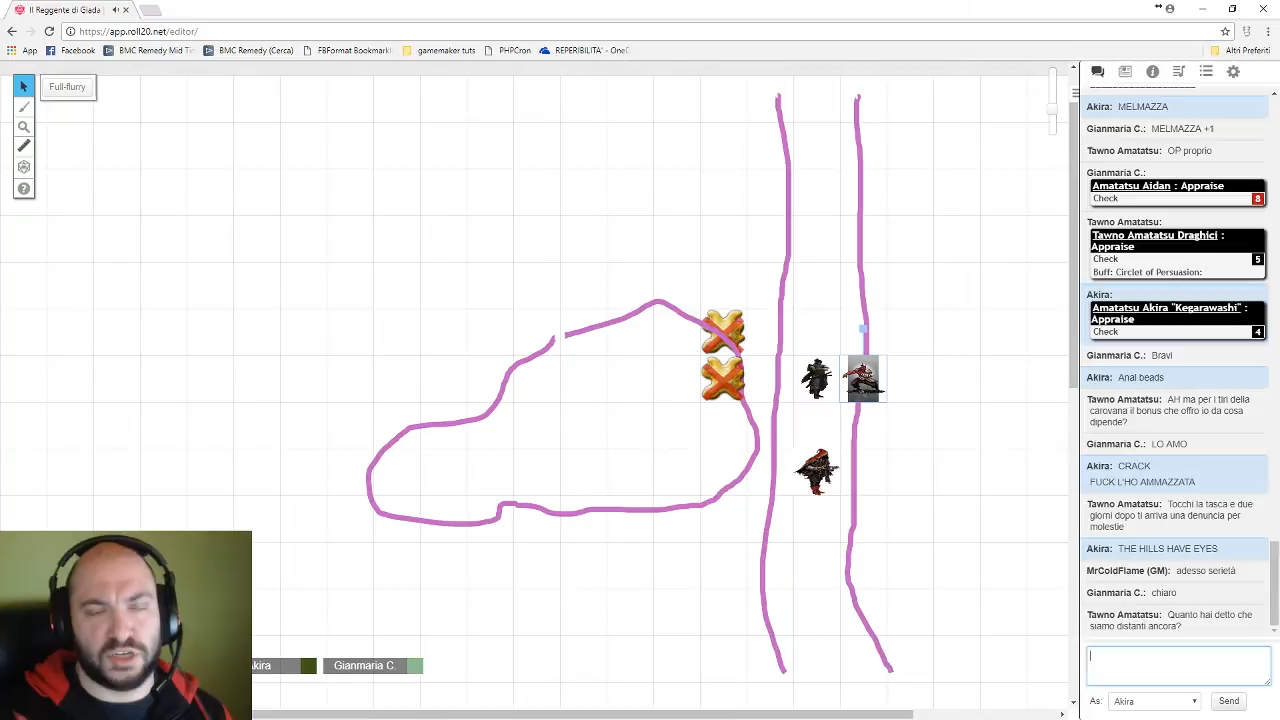 Il Reggente di Giada |
https://app.roll20.net/editor/
App
Facebook
BMC Remedy Mid Tin
BMC Remedy (Cerca)
FBFormat Bookmarkl
gamemaker tuts
PHPCron
REPERIBILITA' - OneD
Altri Preferiti
Full-flurry
Akira: MELMAZZA
Gianmaria C.: MELMAZZA +1
Tawno Amatatsu: OP proprio
Gianmaria C.:
Amatatsu Aidan : Appraise
Check 8
Tawno Amatatsu:
Tawno Amatatsu Draghici :
Appraise
Check 5
Buff: Circlet of Persuasion:
Akira:
Amatatsu Akira "Kegarawashi" :
Appraise
Check 4
Gianmaria C.: Bravi
Akira: Anal beads
Tawno Amatatsu: AH ma per i tiri della
carovana il bonus che offro io da cosa
dipende?
Gianmaria C.: LO AMO
Akira: CRACK
FUCK L'HO AMMAZZATA
Tawno Amatatsu: Tocchi la tasca e due
giorni dopo ti arriva una denuncia per
molestie
Akira: THE HILLS HAVE EYES
MrColdFlame (GM): adesso serietà
Gianmaria C.: chiaro
Tawno Amatatsu: Quanto hai detto che
siamo distanti ancora?
As: Akira
Send
kira
Gianmaria C.